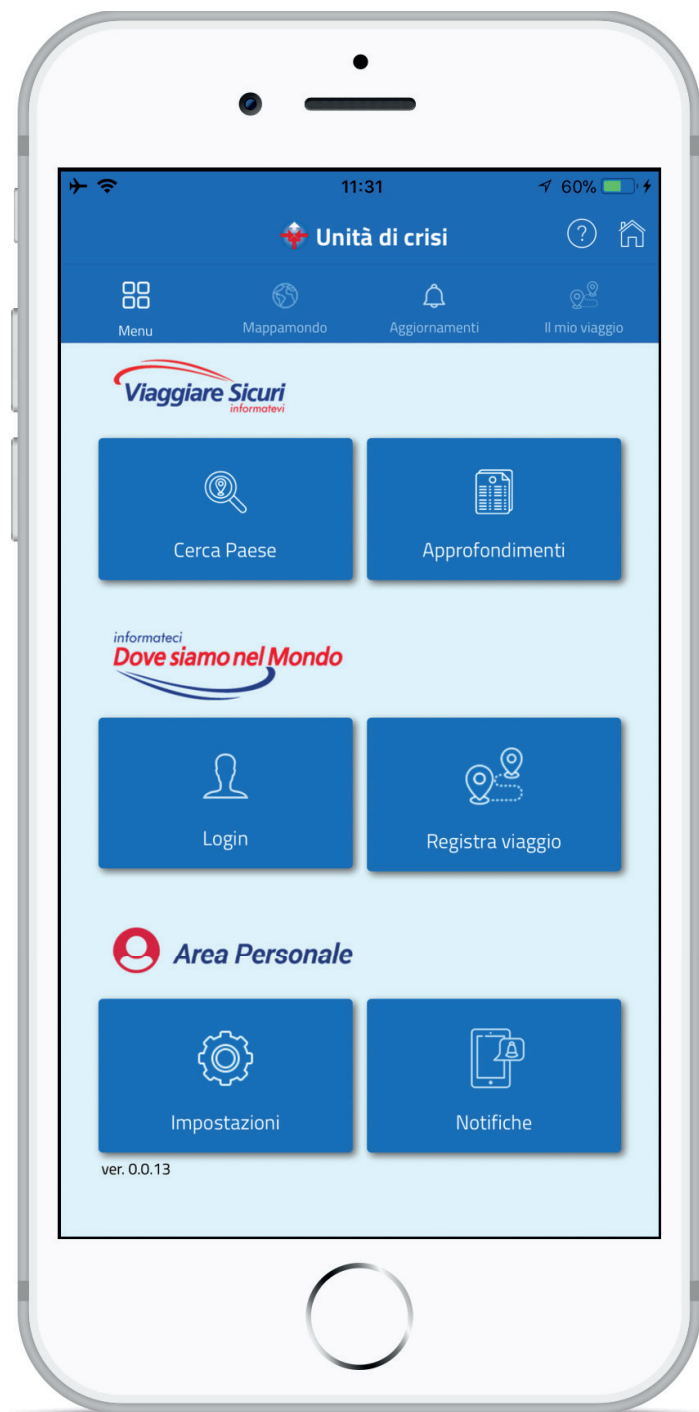 11:31
60%
Unità di crisi
?
Menu
Mappamondo
Aggiornamenti
Il mio viaggio
Viaggiare Sicuri
informatevi
Cerca Paese
Approfondimenti
informateci
Dove siamo nel Mondo
Login
Registra viaggio
Area Personale
Impostazioni
Notifiche
ver. 0.0.13